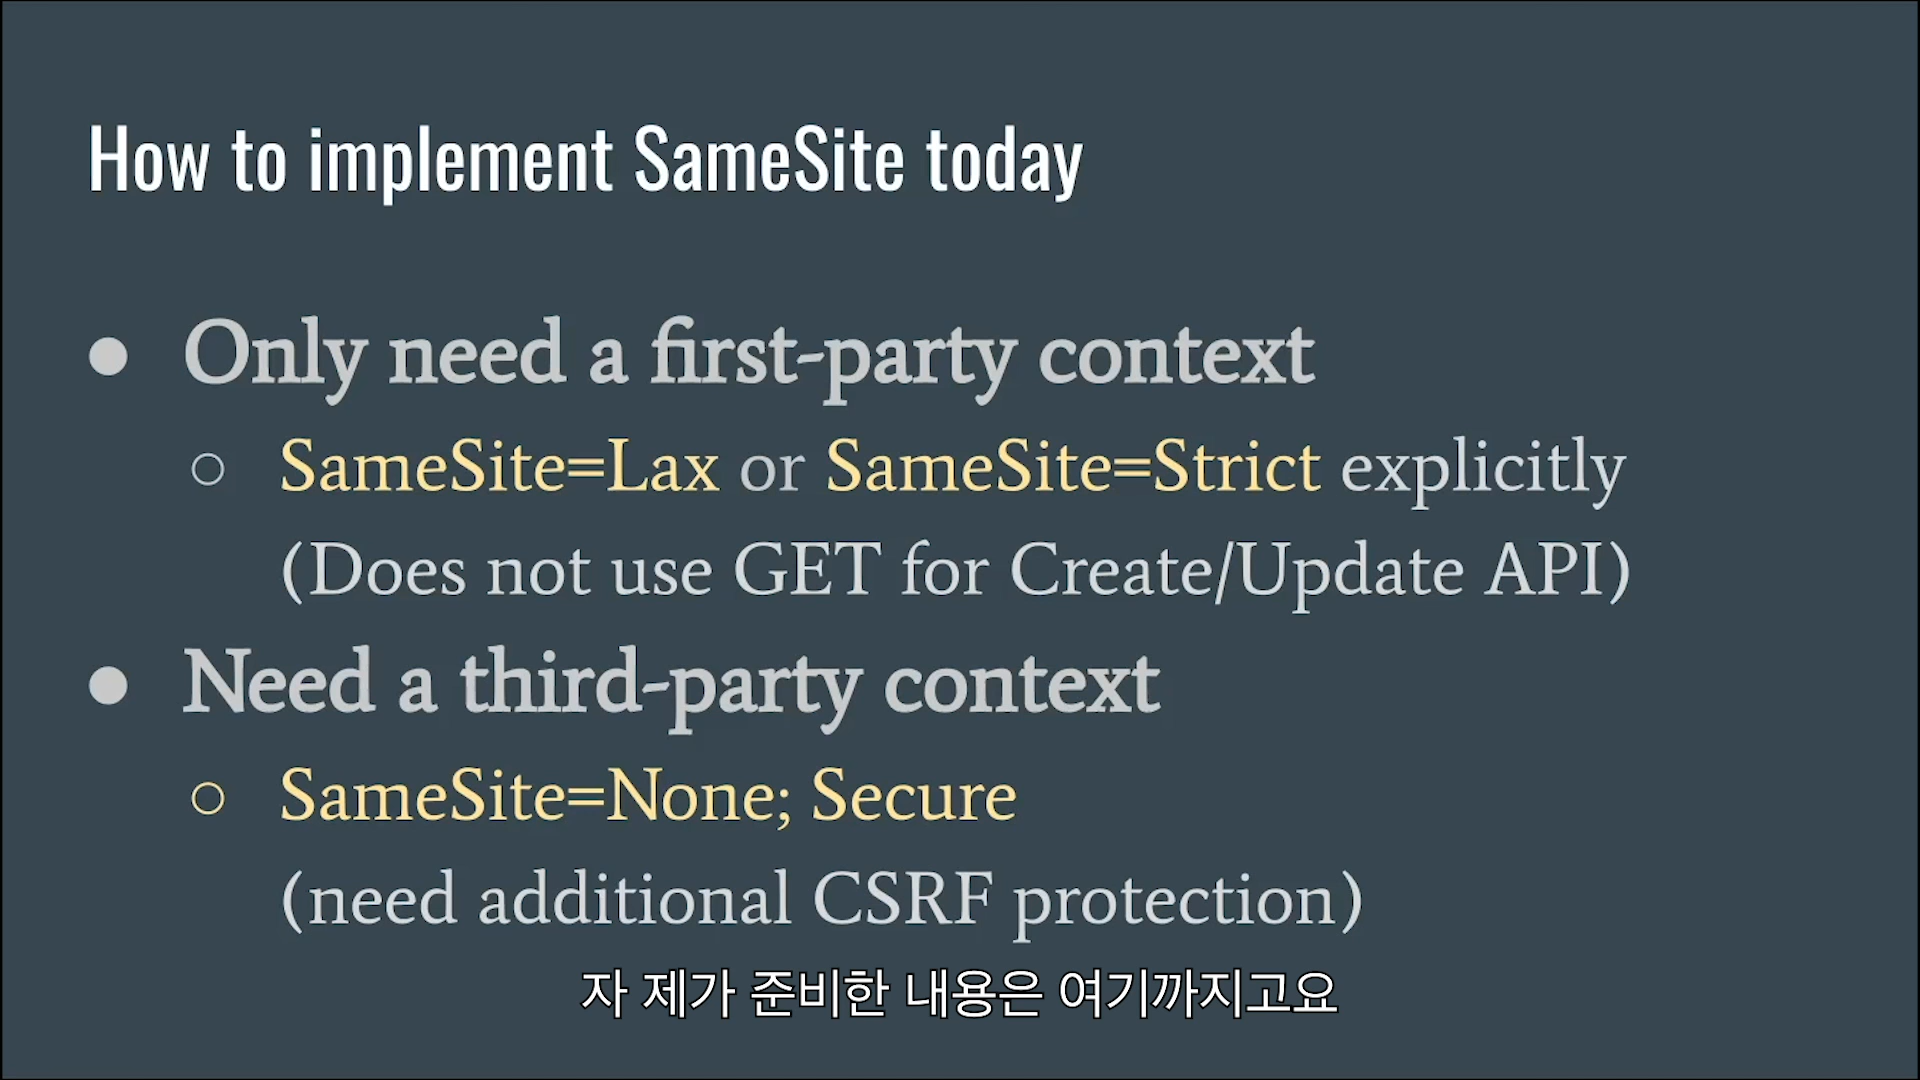 How to implement SameSite today
● Only need a first-party context
○ SameSite=Lax or SameSite=Strict explicitly
(Does not use GET for Create/Update API)
● Need a third-party context
○ SameSite=None; Secure
(need additional CSRF protection)
자 제가 준비한 내용은 여기까지고요